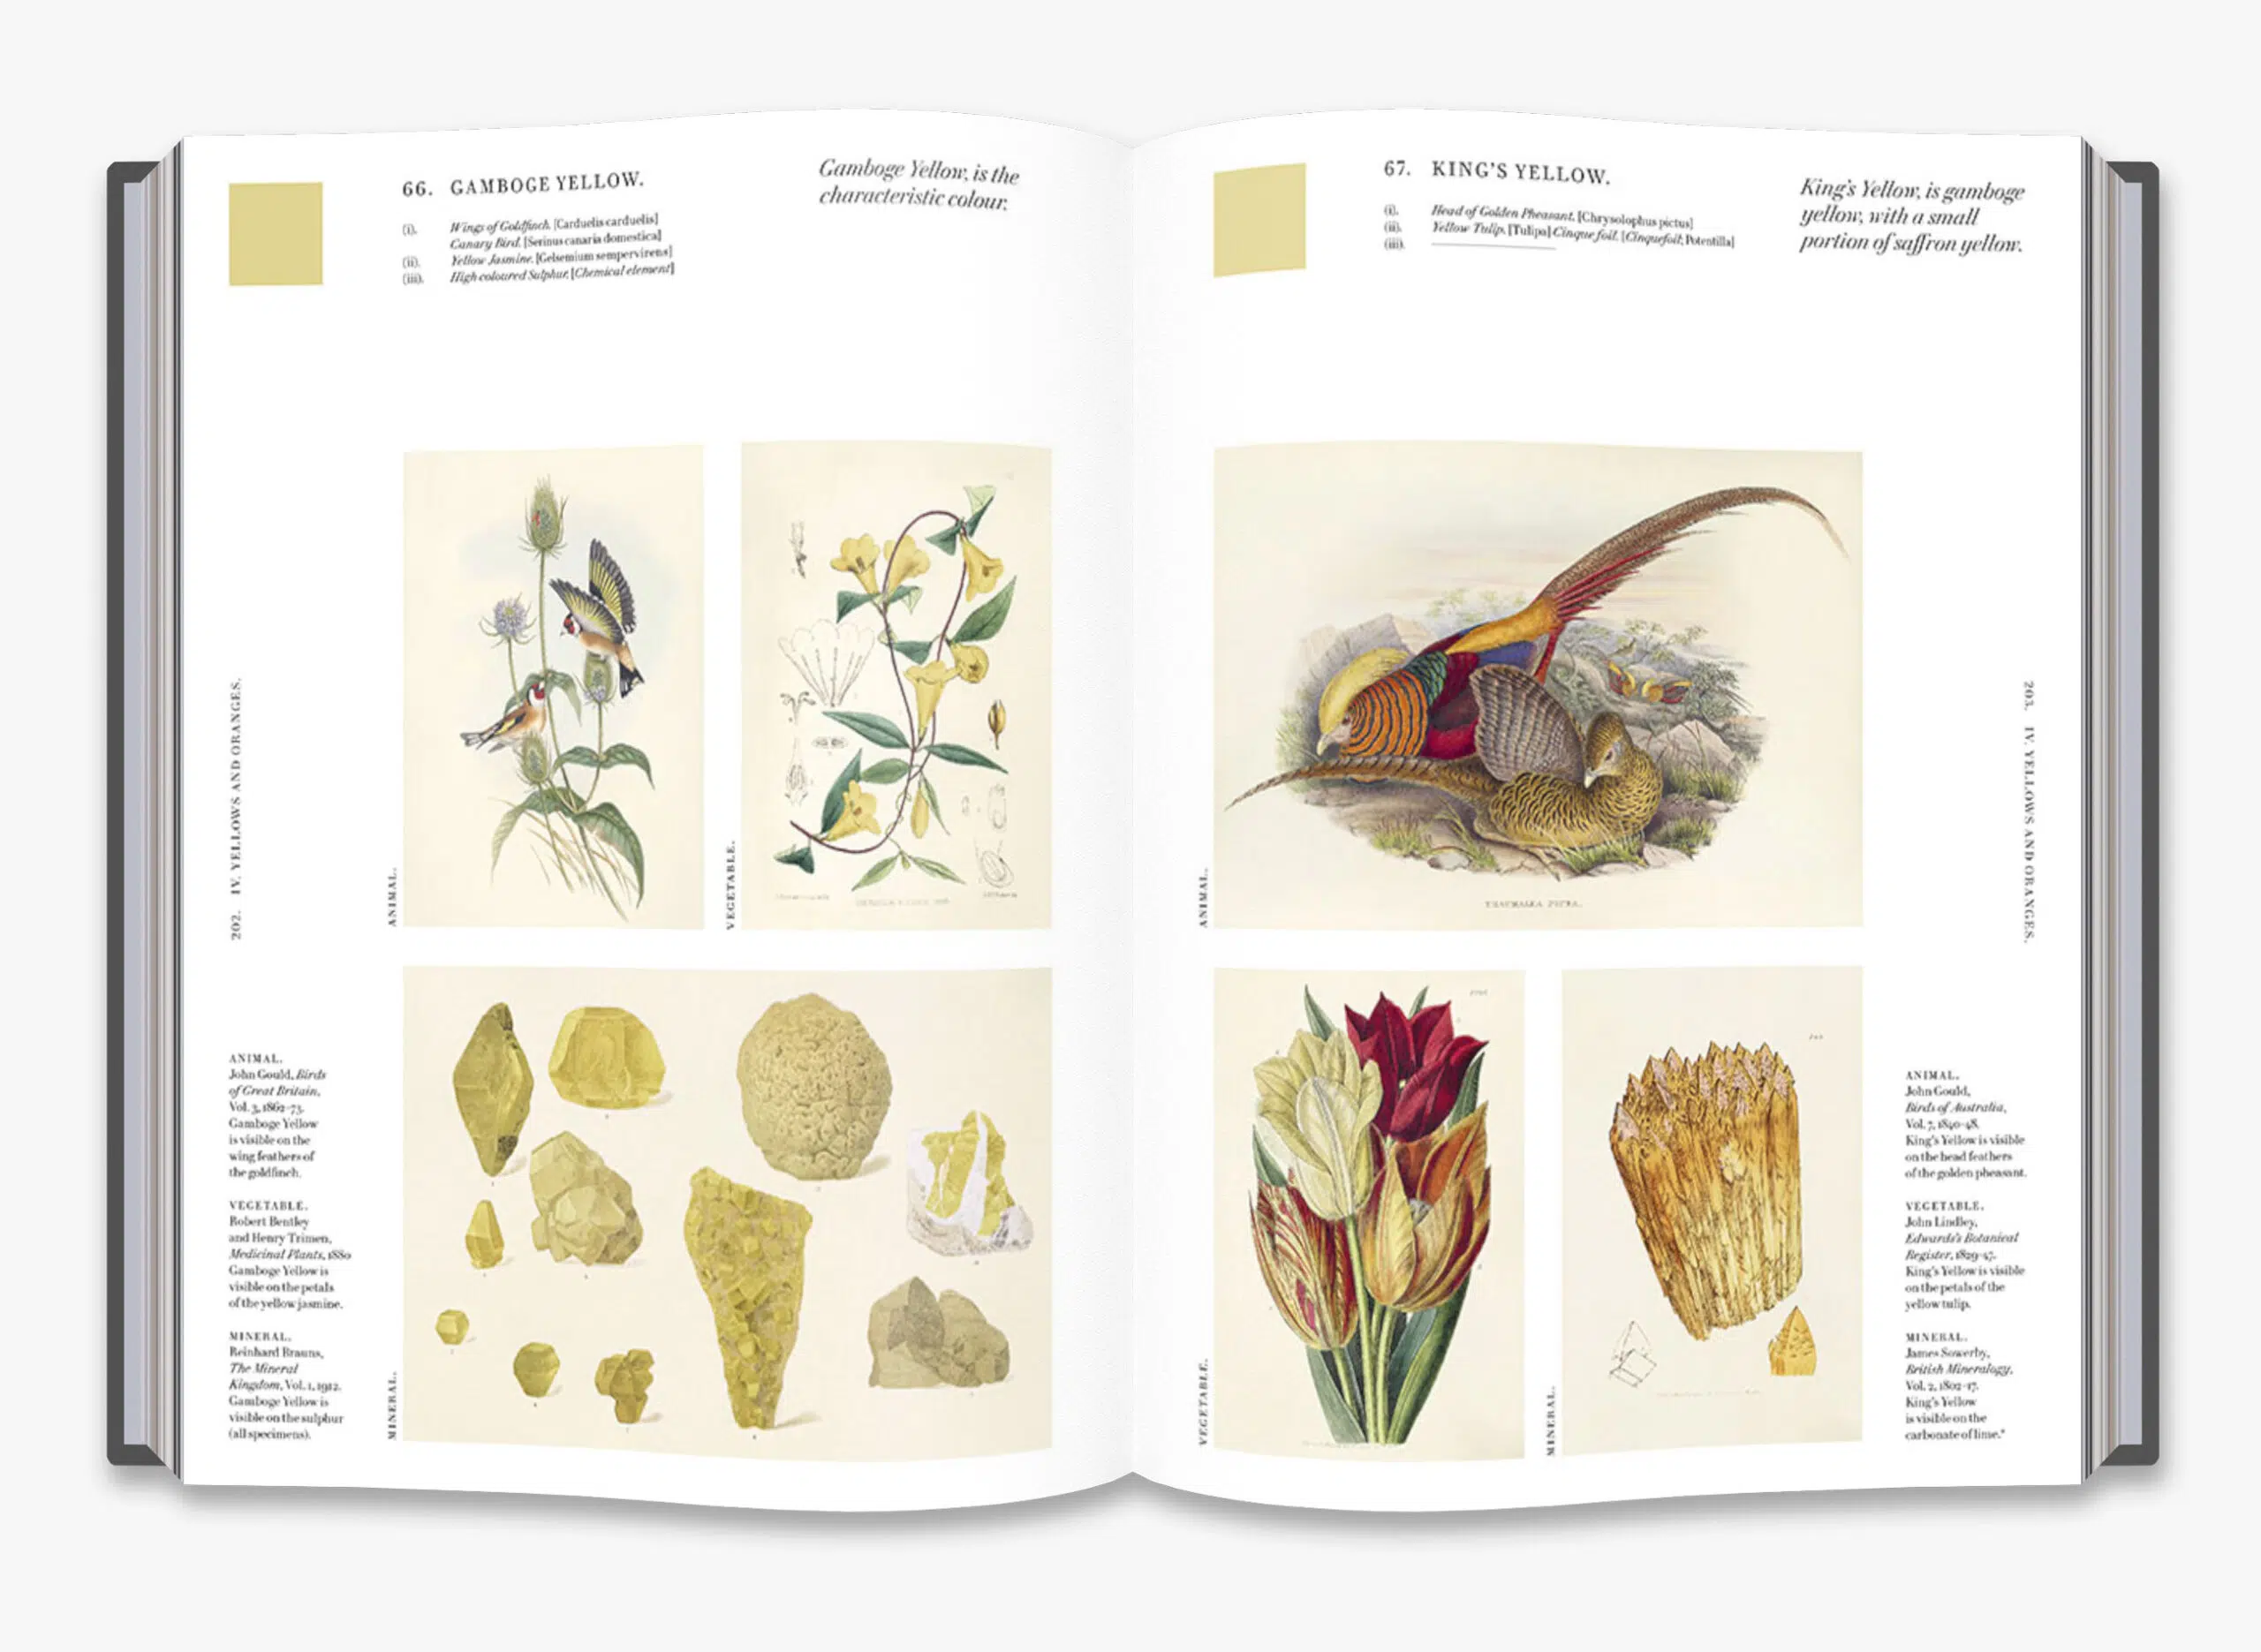 66. GAMBOGE YELLOW.
(i). Wings of Goldfinch. [Carduelis carduelis]
Canary Bird. [Serinus canaria domestica]
(ii). Yellow Jasmine. [Gelsemium sempervirens]
(iii). High coloured Sulphur. [Chemical element]
Gamboge Yellow, is the
characteristic colour.
202. IV. YELLOWS AND ORANGES.
ANIMAL.
VEGETABLE.
MINERAL.
ANIMAL.
John Gould, Birds
of Great Britain,
Vol. 3, 1862–73.
Gamboge Yellow
is visible on the
wing feathers of
the goldfinch.
VEGETABLE.
Robert Bentley
and Henry Trimen,
Medicinal Plants, 1880
Gamboge Yellow is
visible on the petals
of the yellow jasmine.
MINERAL.
Reinhard Brauns,
The Mineral
Kingdom, Vol. 1, 1912.
Gamboge Yellow is
visible on the sulphur
(all specimens).
67. KING'S YELLOW.
(i). Head of Golden Pheasant. [Chrysolophus pictus]
(ii). Yellow Tulip. [Tulipa] Cinque foil. [Cinquefoil; Potentilla]
(iii).
King's Yellow, is gamboge
yellow, with a small
portion of saffron yellow.
203. IV. YELLOWS AND ORANGES.
ANIMAL.
THAUMALEA PICTA.
VEGETABLE.
MINERAL.
ANIMAL.
John Gould,
Birds of Australia,
Vol. 7, 1840–48.
King's Yellow is visible
on the head feathers
of the golden pheasant.
VEGETABLE.
John Lindley,
Edwards's Botanical
Register, 1829–47.
King's Yellow is visible
on the petals of the
yellow tulip.
MINERAL.
James Sowerby,
British Mineralogy,
Vol. 2, 1802–17.
King's Yellow
is visible on the
carbonate of lime.*